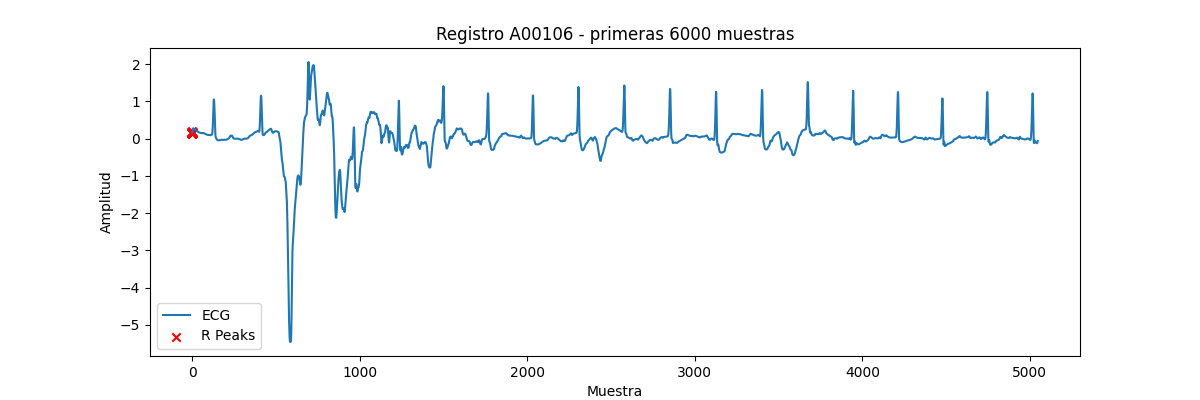 Registro A00106 - primeras 6000 muestras
Amplitud
2
1
0
−1
−2
−3
−4
−5
ECG
R Peaks
0
1000
2000
3000
4000
5000
Muestra